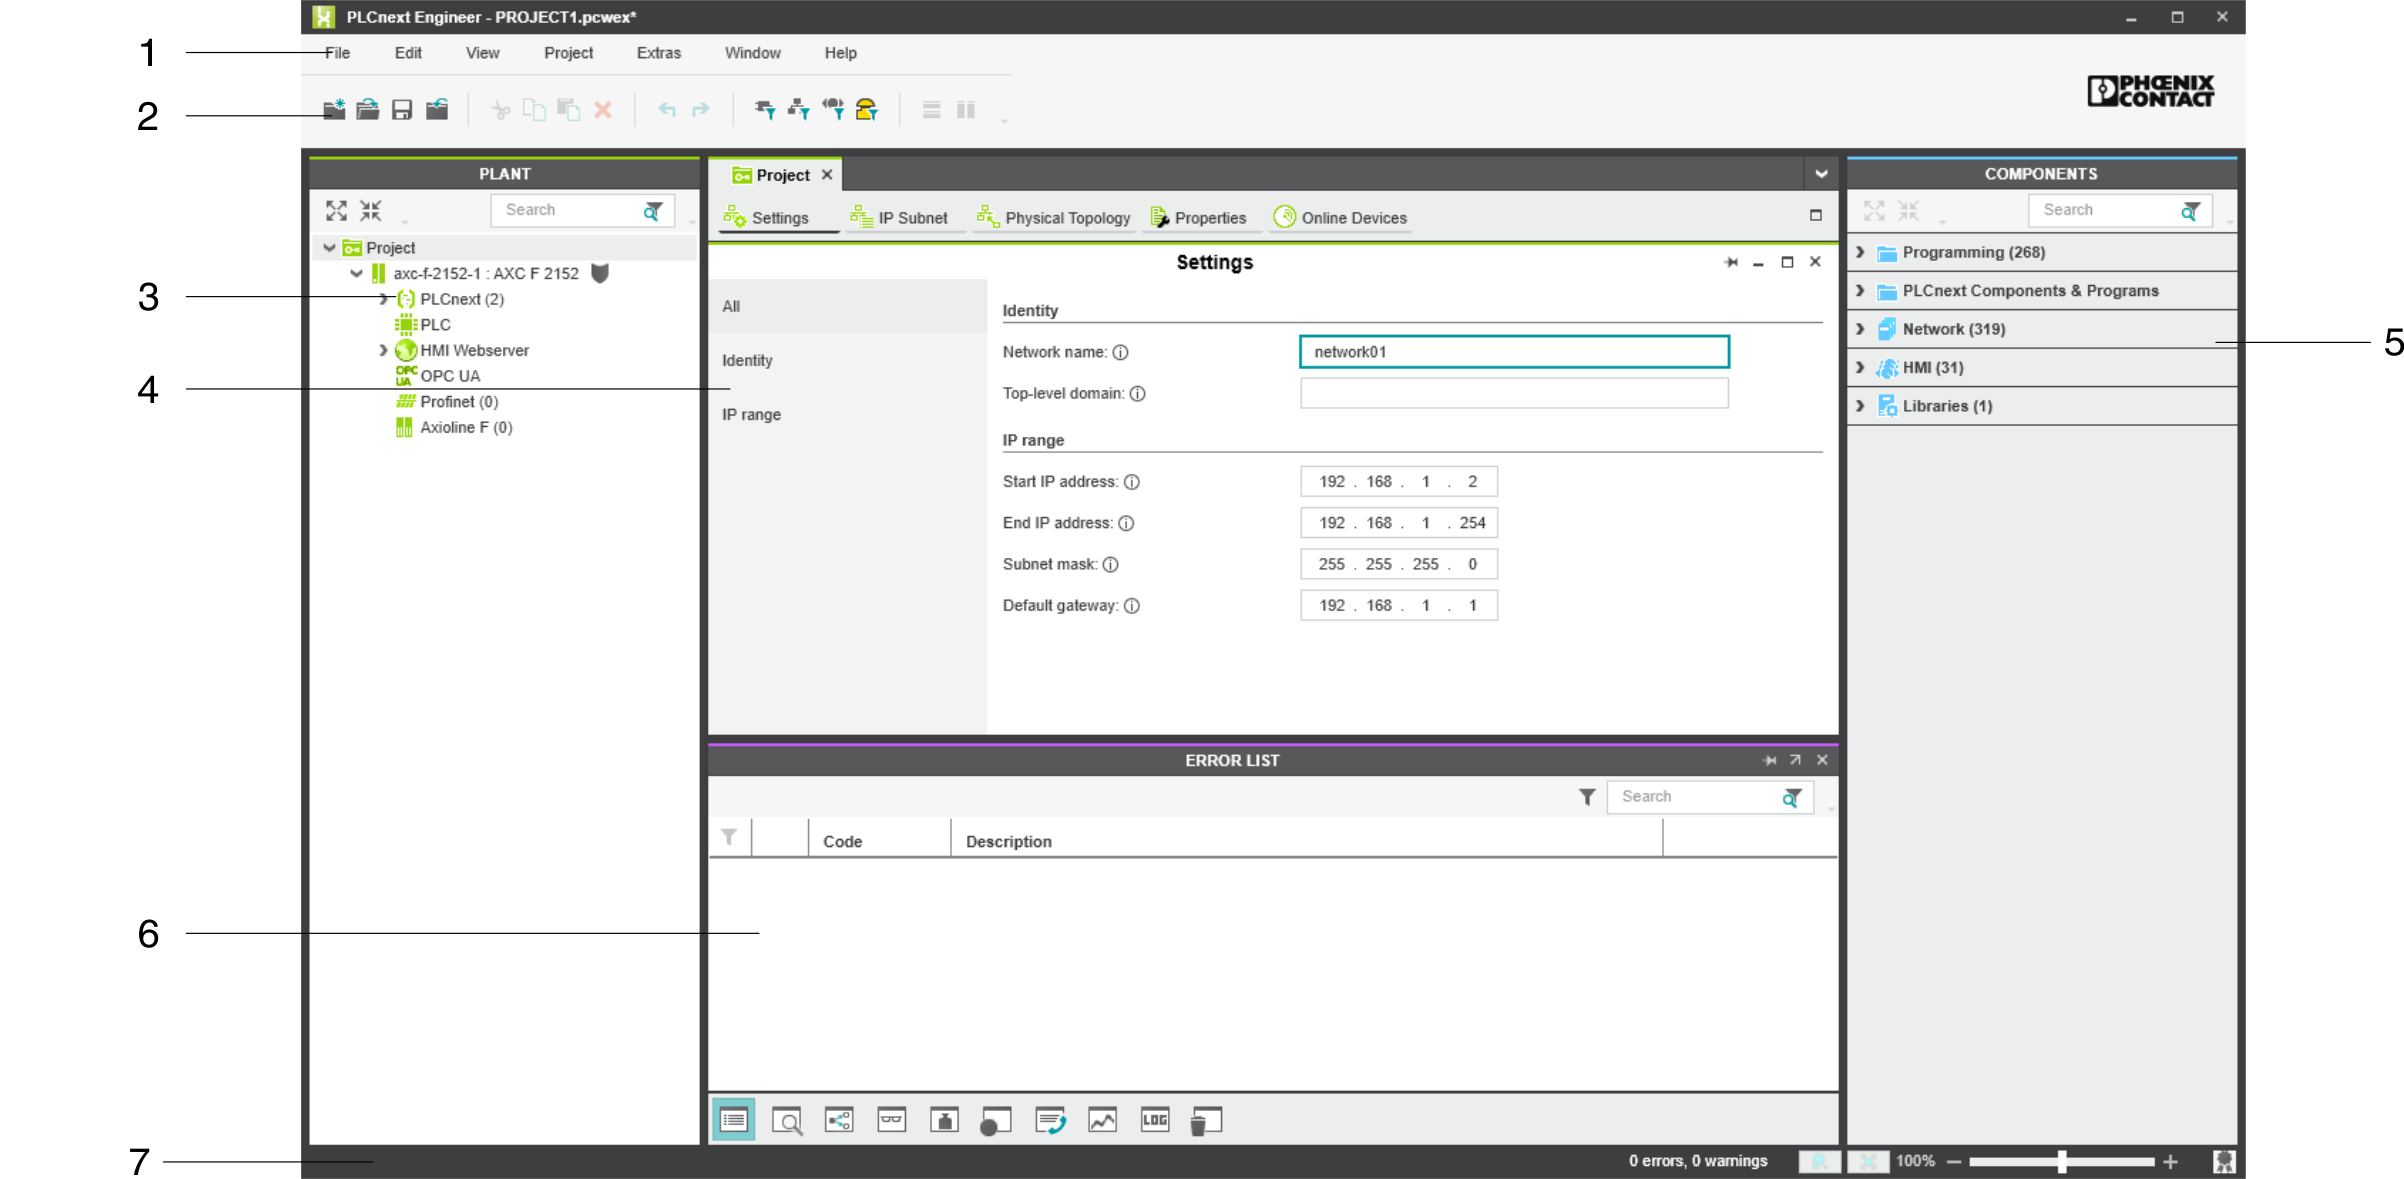 PLCnext Engineer - PROJECT1.pcwex*
1
File Edit View Project Extras Window Help
PHŒNIX
CONTACT
2
PLANT
Search
Project
axc-f-2152-1 : AXC F 2152
3
PLCnext (2)
PLC
HMI Webserver
OPC UA
OPC UA
Profinet (0)
Axioline F (0)
Project
Settings IP Subnet Physical Topology Properties Online Devices
Settings
All
Identity
4
IP range
Identity
Network name: network01
Top-level domain:
IP range
Start IP address: 192 . 168 . 1 . 2
End IP address: 192 . 168 . 1 . 254
Subnet mask: 255 . 255 . 255 . 0
Default gateway: 192 . 168 . 1 . 1
COMPONENTS
Search
Programming (268)
PLCnext Components & Programs
Network (319)
5
HMI (31)
Libraries (1)
ERROR LIST
Search
Code Description
6
LOG
7
0 errors, 0 warnings 100%